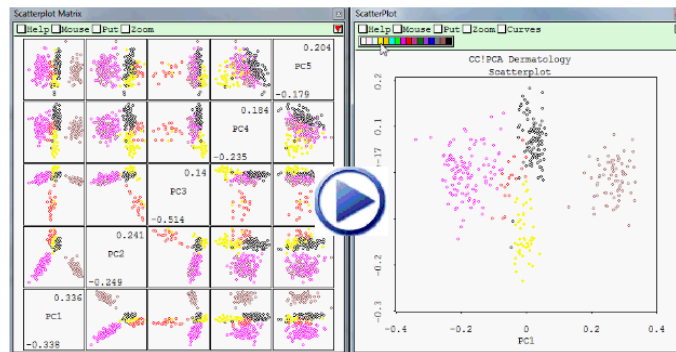 Scatterplot Matrix
Help Mouse Put Zoom
0.204
PC5
-0.179
0.184
PC4
-0.235
0.14
PC3
-0.514
0.241
PC2
-0.249
0.336
PC1
-0.338
ScatterPlot
Help Mouse Put Zoom Curves
CC!PCA Dermatology
Scatterplot
0.2
0.1
-0.2
-0.3
-0.4 -0.2 0 0.2 0.4
PC1